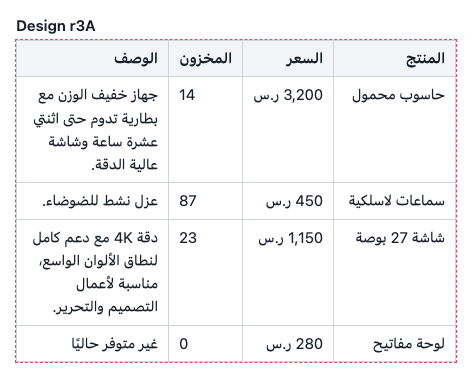 Design r3A
المنتج السعر المخزون الوصف
حاسوب محمول 3,200 ر.س 14 جهاز خفيف الوزن مع
بطارية تدوم حتى اثنتي
عشرة ساعة وشاشة
عالية الدقة.
سماعات لاسلكية 450 ر.س 87 عزل نشط للضوضاء.
شاشة 27 بوصة 1,150 ر.س 23 دقة 4K مع دعم كامل
لنطاق الألوان الواسع،
مناسبة لأعمال
التصميم والتحرير.
لوحة مفاتيح 280 ر.س 0 غير متوفر حاليًا